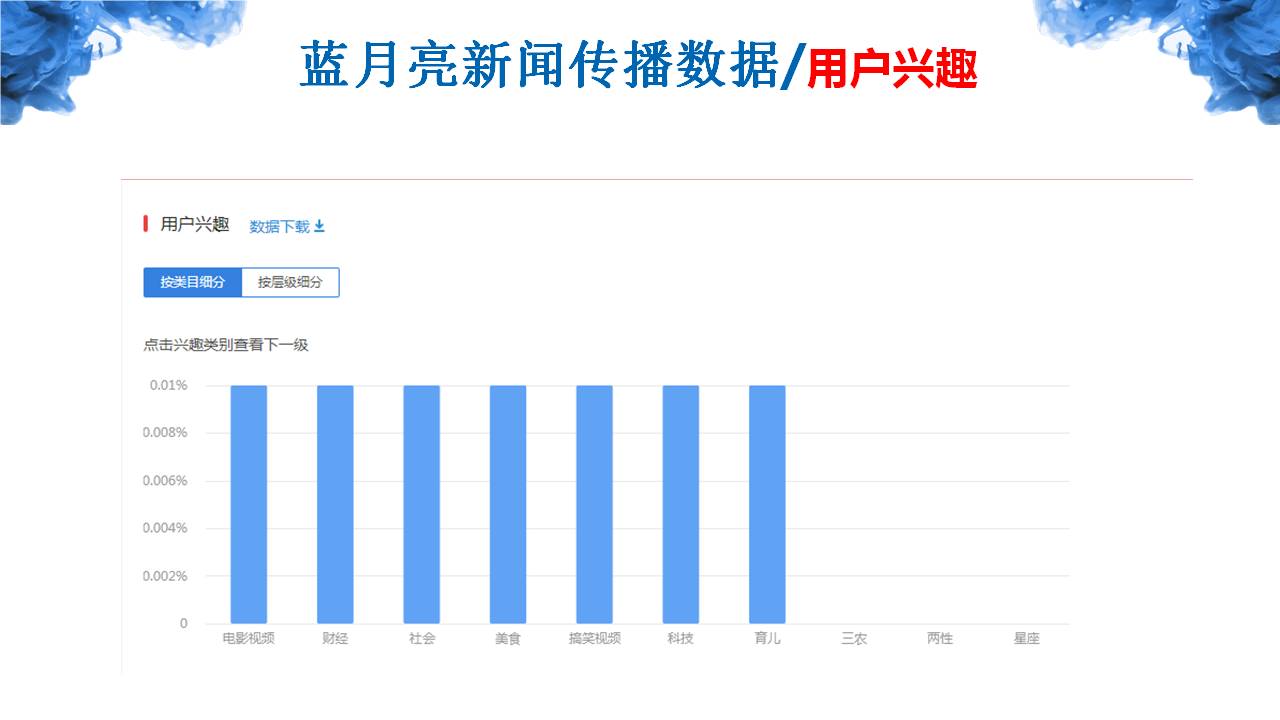 蓝月亮新闻传播数据/用户兴趣
用户兴趣 数据下载
按类目细分 按层级细分
点击兴趣类别查看下一级
0.01%
0.008%
0.006%
0.004%
0.002%
0
电影视频 财经 社会 美食 搞笑视频 科技 育儿 三农 两性 星座